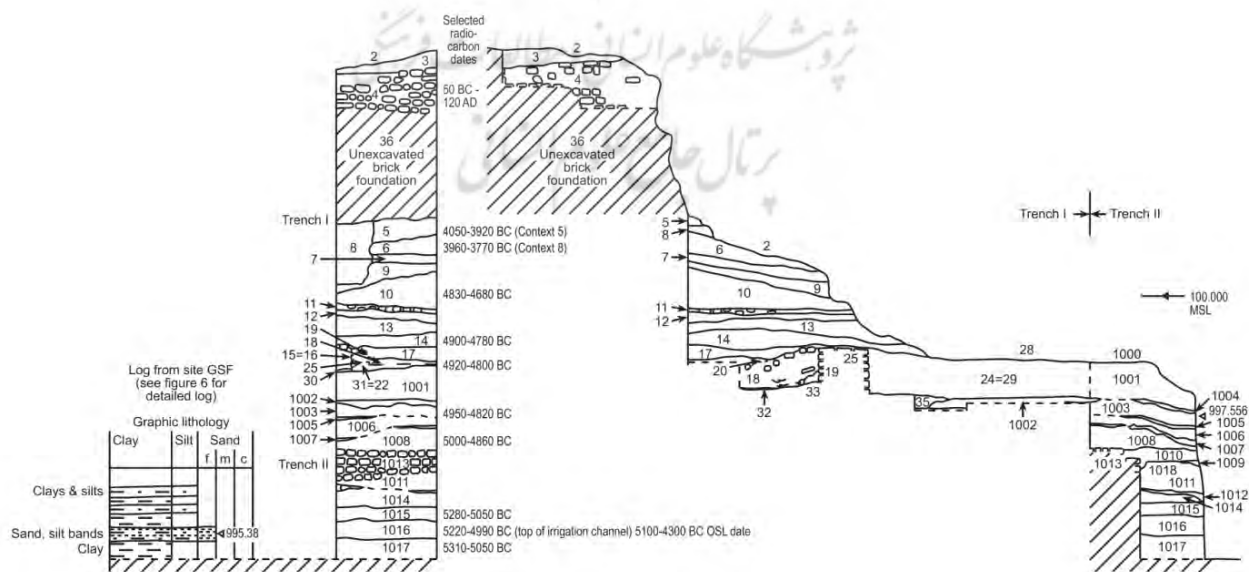 پژوهشگاه علوم انسانی و مطالعات فرهنگی
پرتال جامع علوم انسانی
Selected
radio-
carbon
dates
2
3
4
50 BC -
120 AD
36
Unexcavated
brick
foundation
Trench I
5
4050-3920 BC (Context 5)
8
6
3960-3770 BC (Context 8)
7
9
10
4830-4680 BC
11
12
13
19
14
4900-4780 BC
18
17
15=16
4920-4800 BC
25
30
31=22
1001
1002
1003
4950-4820 BC
1005
1006
1007
1008
5000-4860 BC
Trench II
1013
1011
1014
1015
5280-5050 BC
1016
5220-4990 BC (top of irrigation channel) 5100-4300 BC OSL date
1017
5310-5050 BC
Log from site GSF
(see figure 6 for
detailed log)
Graphic lithology
Clay
Silt
Sand
f
m
c
Clays & silts
Sand, silt bands
995.38
Clay
2
3
4
36
Unexcavated
brick
foundation
Trench I
Trench II
5
8
2
6
7
9
10
100.000
MSL
11
12
13
14
17
28
1000
25
20
18
19
33
32
24=29
1001
35
1002
1003
1004
997.556
1005
1006
1007
1008
1010
1009
1013
1018
1011
1012
1014
1015
1016
1017